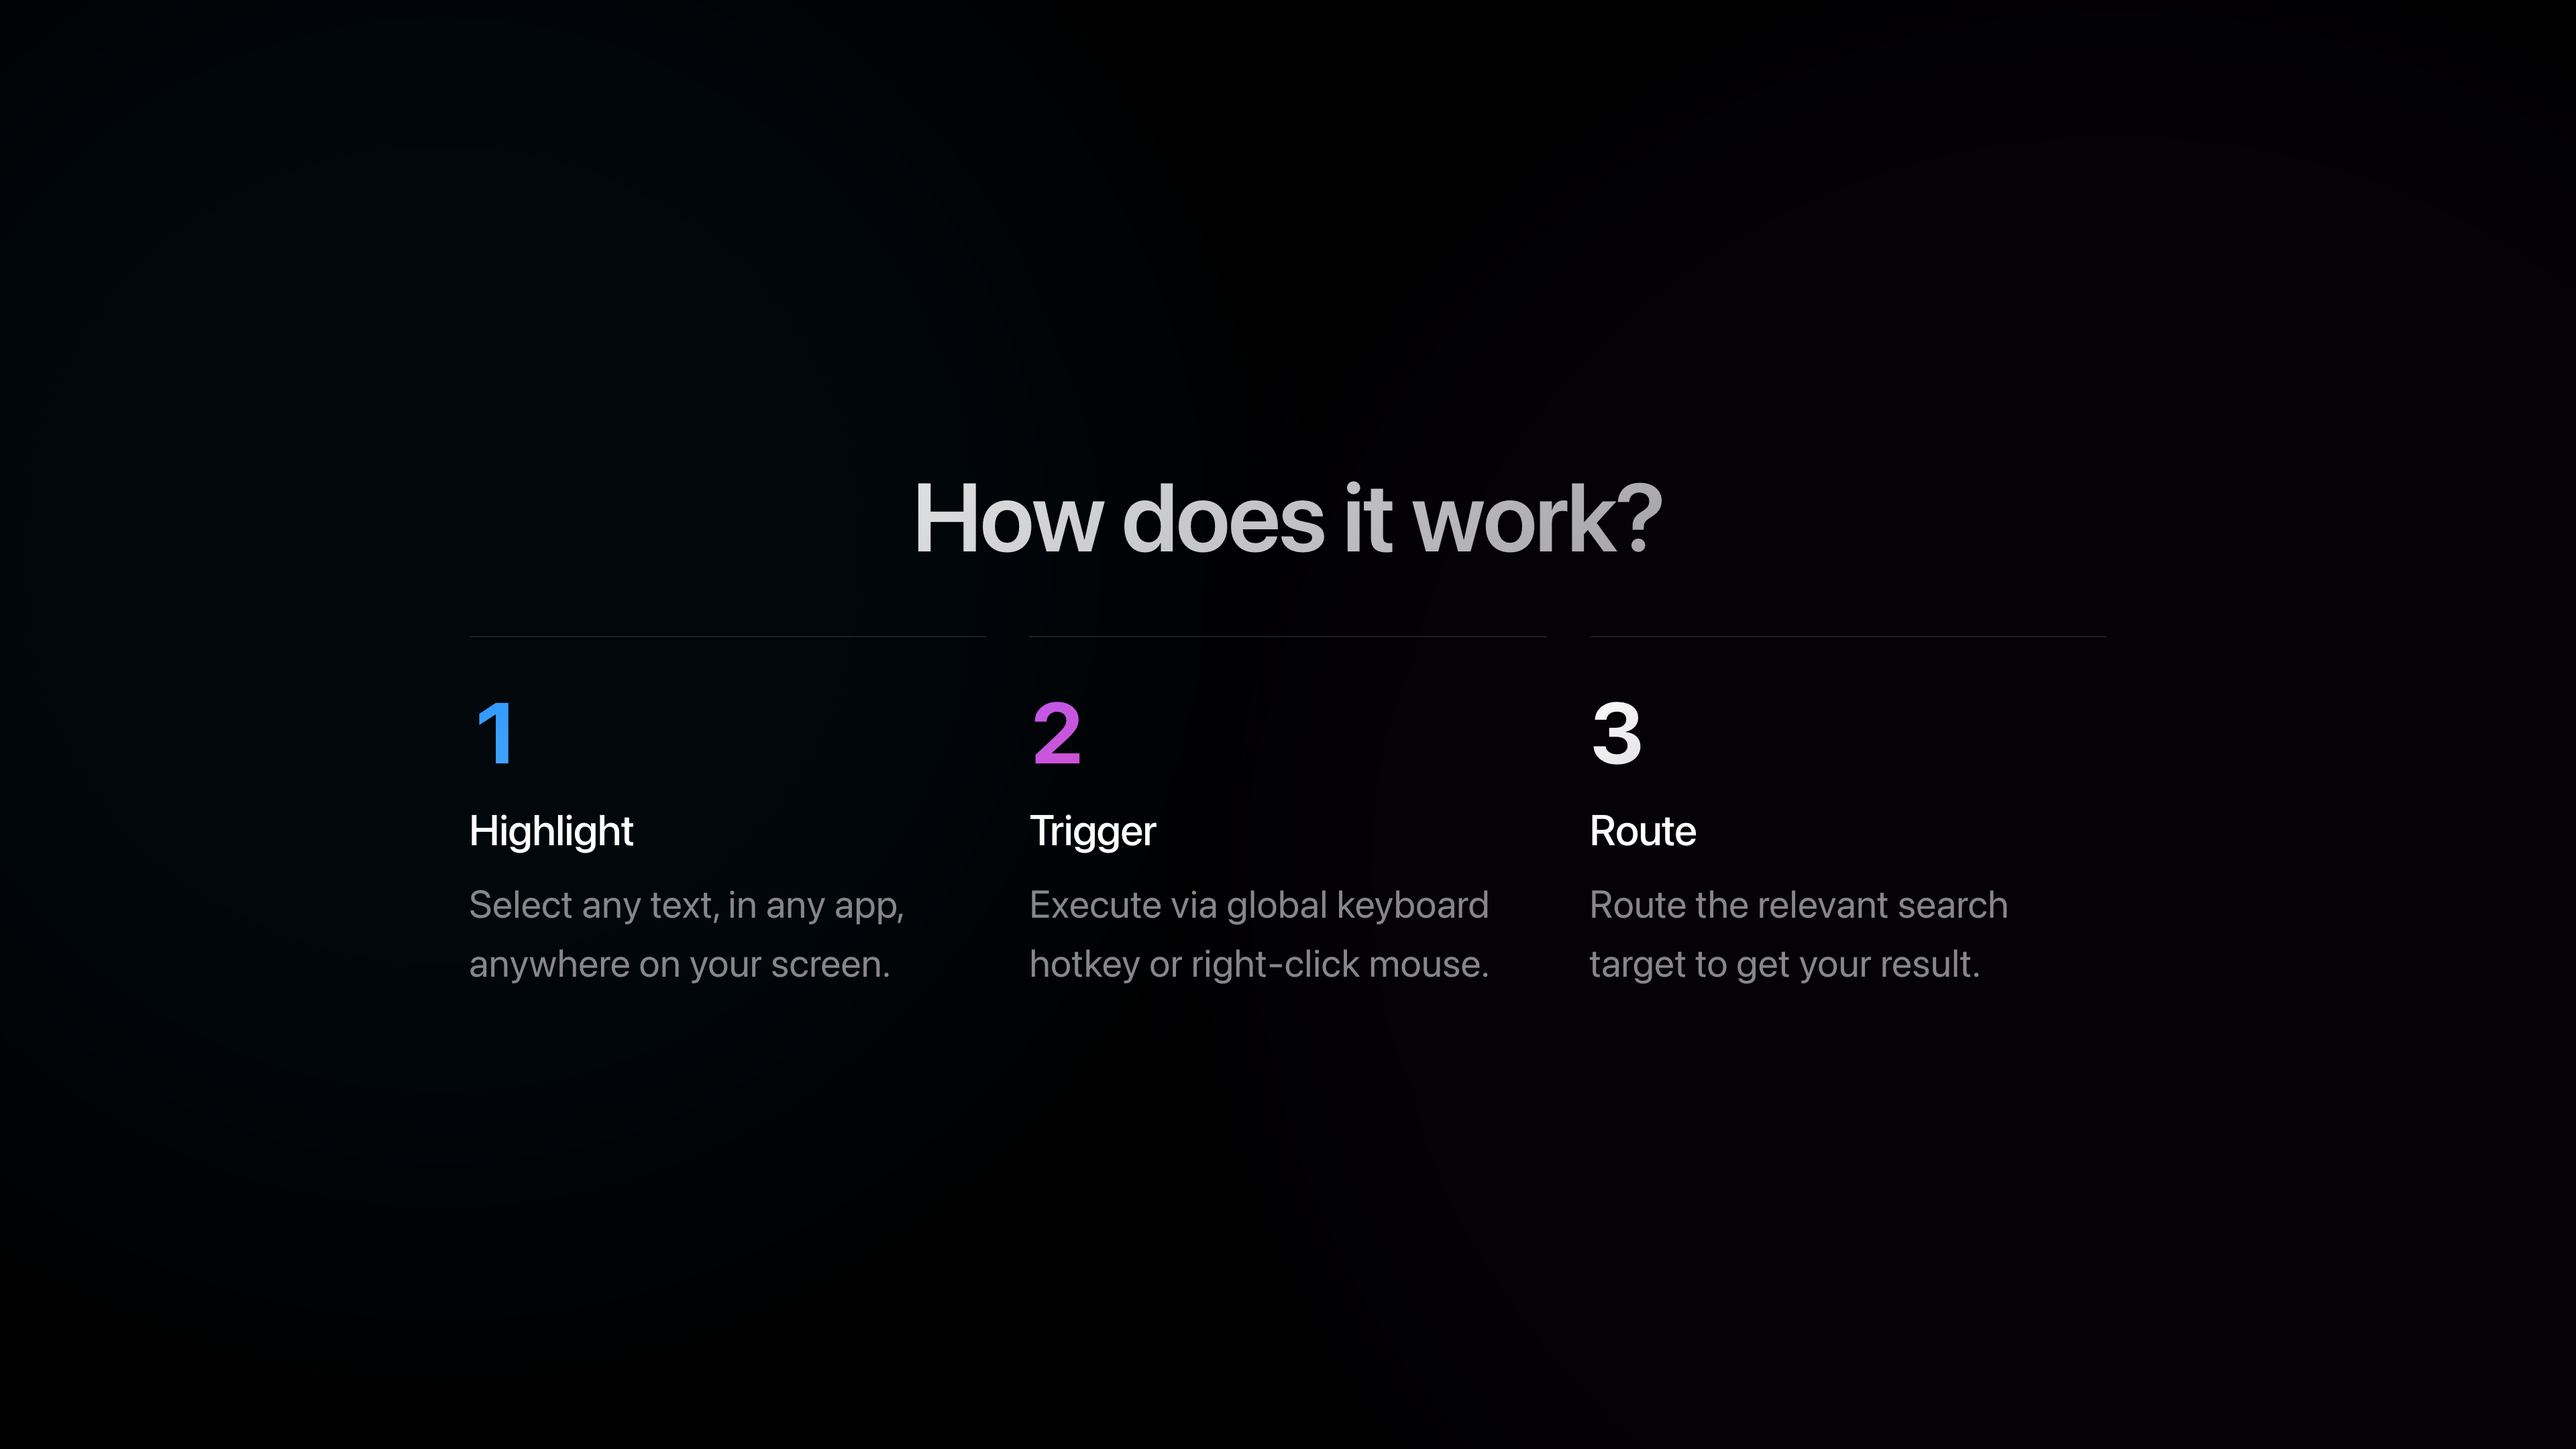 How does it work?
1
Highlight
Select any text, in any app,
anywhere on your screen.
2
Trigger
Execute via global keyboard
hotkey or right-click mouse.
3
Route
Route the relevant search
target to get your result.